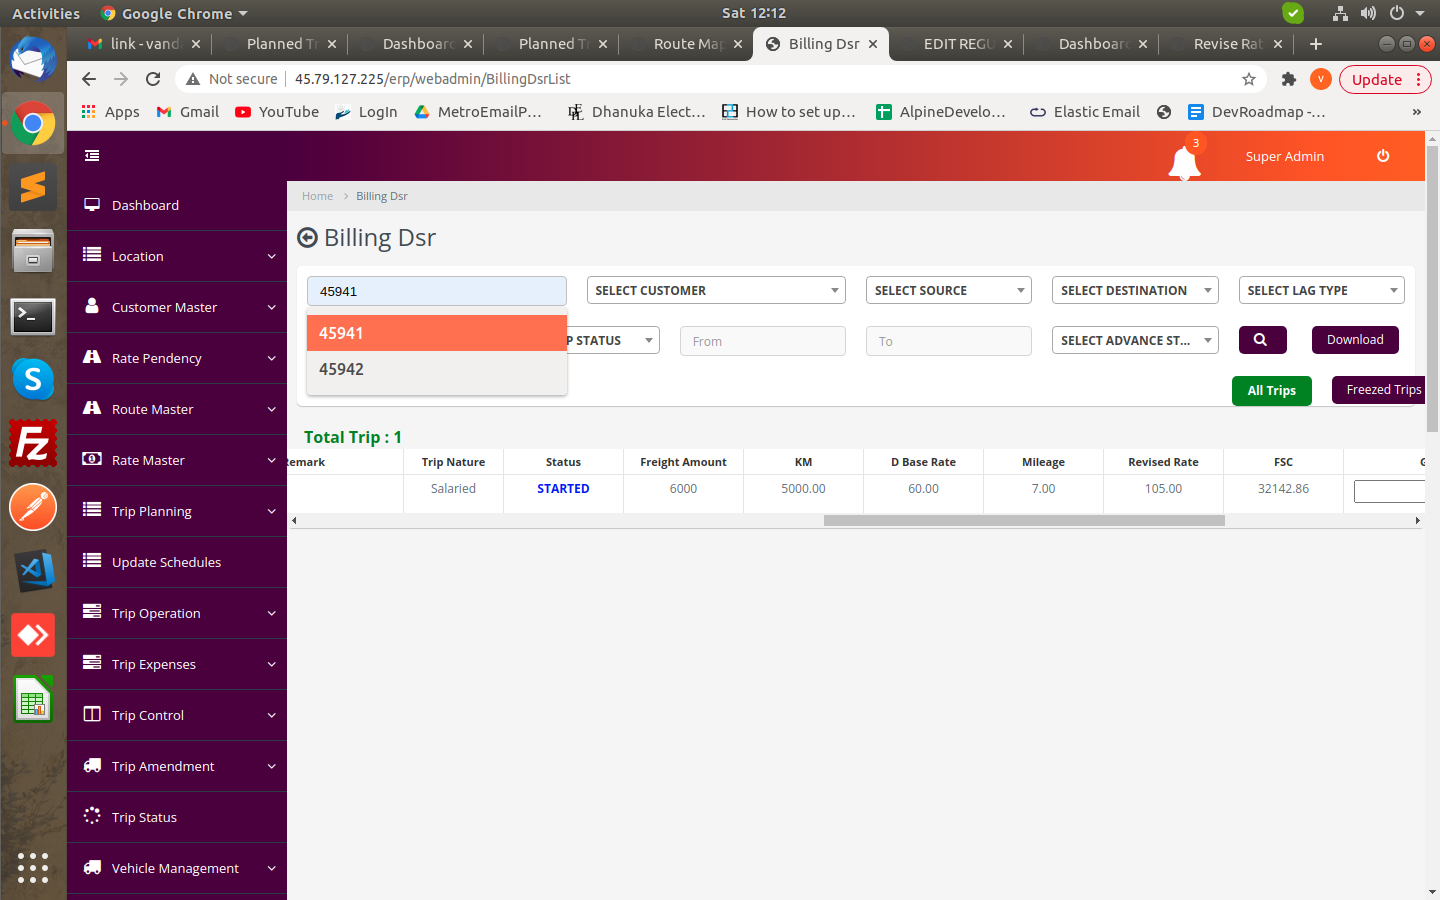 Activities Google Chrome Sat 12:12
link - vand Planned Tr Dashboard Planned Tr Route Map Billing Dsr EDIT REGU Dashboard Revise Rat
Not secure 45.79.127.225/erp/webadmin/BillingDsrList V Update
Apps Gmail YouTube LogIn MetroEmailP... Dhanuka Elect... How to set up... AlpineDevelo... Elastic Email DevRoadmap -... »
3
Super Admin
Home > Billing Dsr
Billing Dsr
Dashboard
Location
Customer Master
Rate Pendency
Route Master
Rate Master
Trip Planning
Update Schedules
Trip Operation
Trip Expenses
Trip Control
Trip Amendment
Trip Status
Vehicle Management
45941 SELECT CUSTOMER SELECT SOURCE SELECT DESTINATION SELECT LAG TYPE
45941
45942
P STATUS From To SELECT ADVANCE ST... Download
All Trips Freezed Trips
Total Trip : 1
Remark Trip Nature Status Freight Amount KM D Base Rate Mileage Revised Rate FSC G
Salaried STARTED 6000 5000.00 60.00 7.00 105.00 32142.86